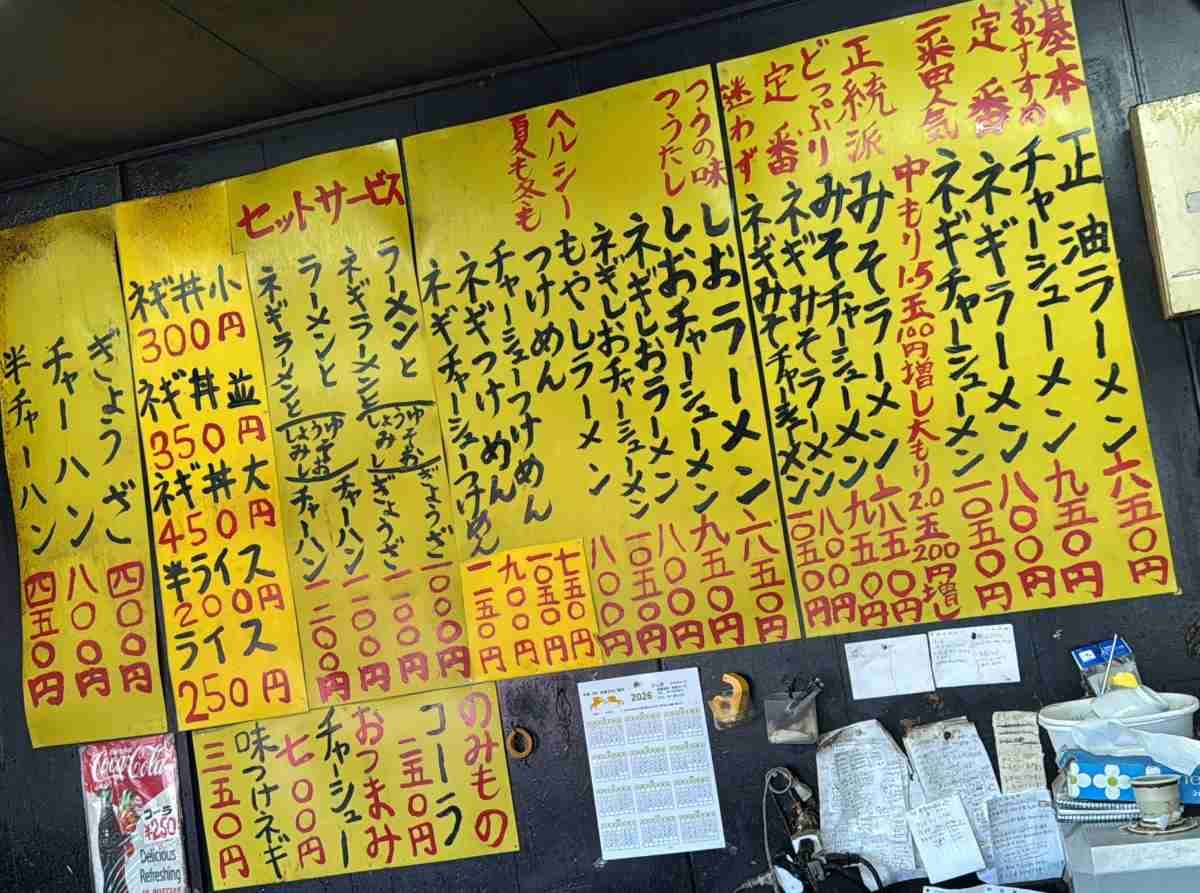 基本 正油ラーメン 六五〇円
おすすめ チャーシューメン 九五〇円
定番 ネギラーメン 八〇〇円
一番人気 ネギチャーシューメン 一〇五〇円
中もり1.5玉100円増し大もり2.0玉200円増し
正統派 みそラーメン 六五〇円
どっぷり みそチャーシューメン 九五〇円
定番 ネギみそラーメン 八〇〇円
迷わず ネギみそチャーシューメン 一〇五〇円
つうの味 しおラーメン 六五〇円
つうたし しおチャーシューメン 九五〇円
ネギしおラーメン 八〇〇円
ネギしおチャーシューメン 一〇五〇円
もやしラーメン 八〇〇円
ヘルシー つけめん 七五〇円
夏も冬も チャーシューつけめん 一〇五〇円
ネギつけめん 九〇〇円
ネギチャーシューつけめん 一一五〇円
セットサービス
ラーメンと しょうゆ みそ しお ぎょうざ 一〇〇〇円
ネギラーメンと ぎょうざ
ラーメンと しょうゆ みそ しお チャーハン
ネギラーメンと チャーハン
ネギ丼小
300円
ネギ丼並
350円
ネギ丼大
450円
半ライス
200円
ライス
250円
ぎょうざ 四〇〇円
チャーハン 八〇〇円
半チャーハン 四五〇円
のみもの
コーラ 二五〇円
おつまみ
チャーシュー 七〇〇円
味つけネギ 三五〇円
Coca-Cola
コーラ
¥250
Delicious
Refreshing
2026